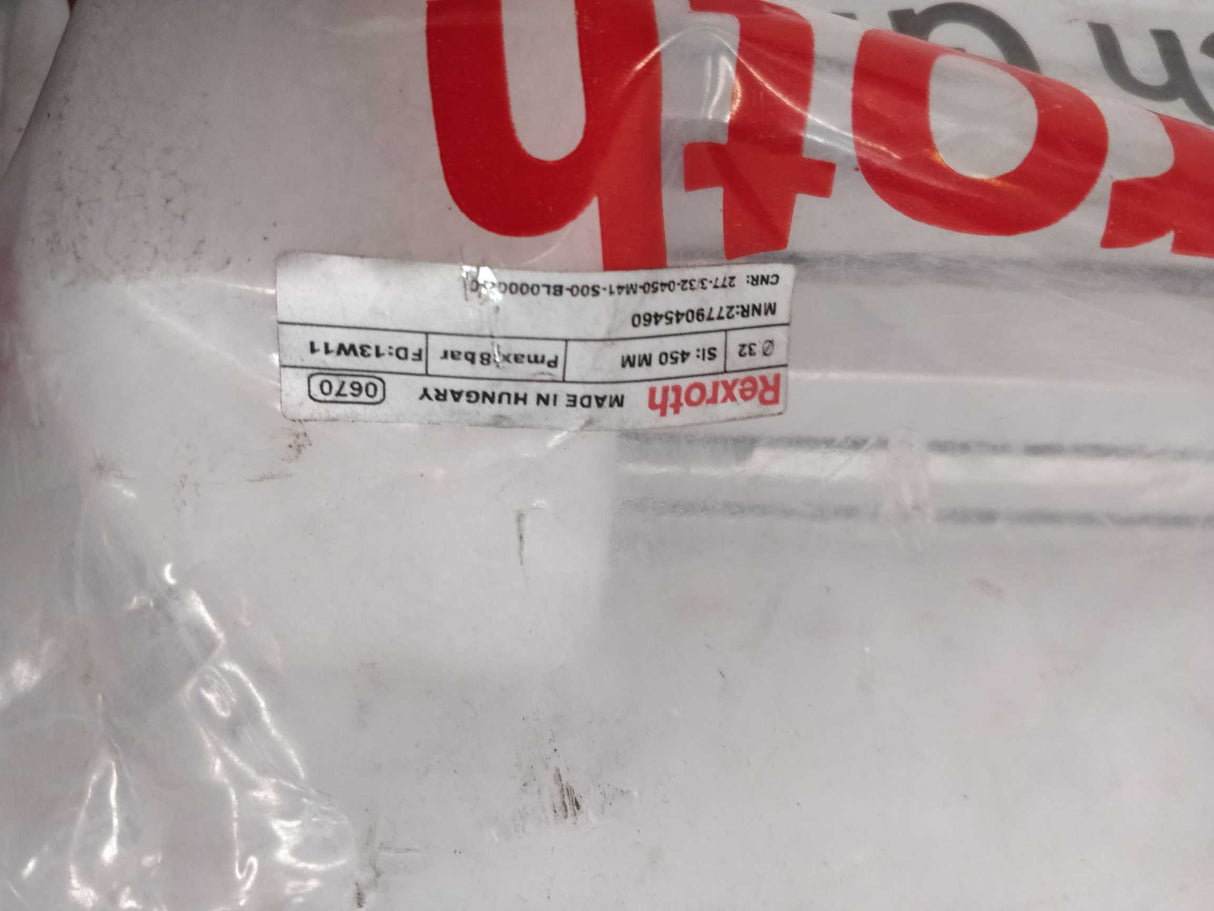 Rexroth MADE IN HUNGARY 0670
Ø 32 SI: 450 MM Pmax:8bar FD:13W11
MNR:2779045460
CNR: 277-3/32-0450-M41-S00-BL0000